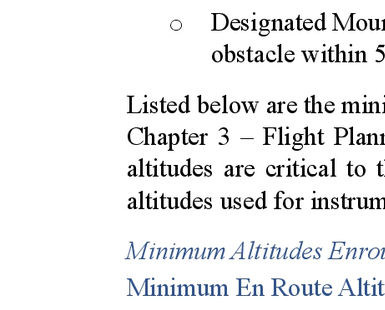 ○ Designated Mour
obstacle within 5
Listed below are the mini
Chapter 3 – Flight Plann
altitudes are critical to t
altitudes used for instrum
Minimum Altitudes Enrou
Minimum En Route Altit